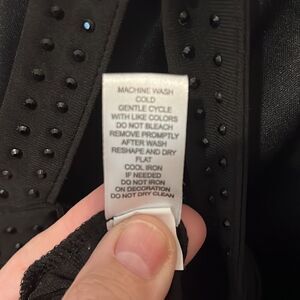 MACHINE WASH
COLD
GENTLE CYCLE
WITH LIKE COLORS
DO NOT BLEACH
REMOVE PROMPTLY
AFTER WASH
RESHAPE AND DRY
FLAT
COOL IRON
IF NEEDED
DO NOT IRON
ON DECORATION
DO NOT DRY CLEAN